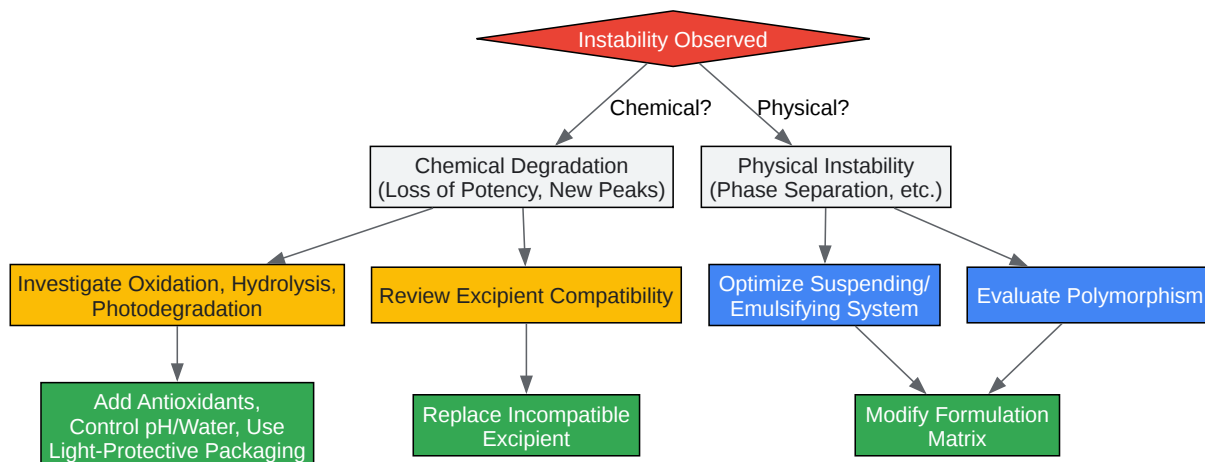 Instability Observed
Chemical?
Physical?
Chemical Degradation
(Loss of Potency, New Peaks)
Physical Instability
(Phase Separation, etc.)
Investigate Oxidation, Hydrolysis,
Photodegradation
Review Excipient Compatibility
Optimize Suspending/
Emulsifying System
Evaluate Polymorphism
Add Antioxidants,
Control pH/Water, Use
Light-Protective Packaging
Replace Incompatible
Excipient
Modify Formulation
Matrix